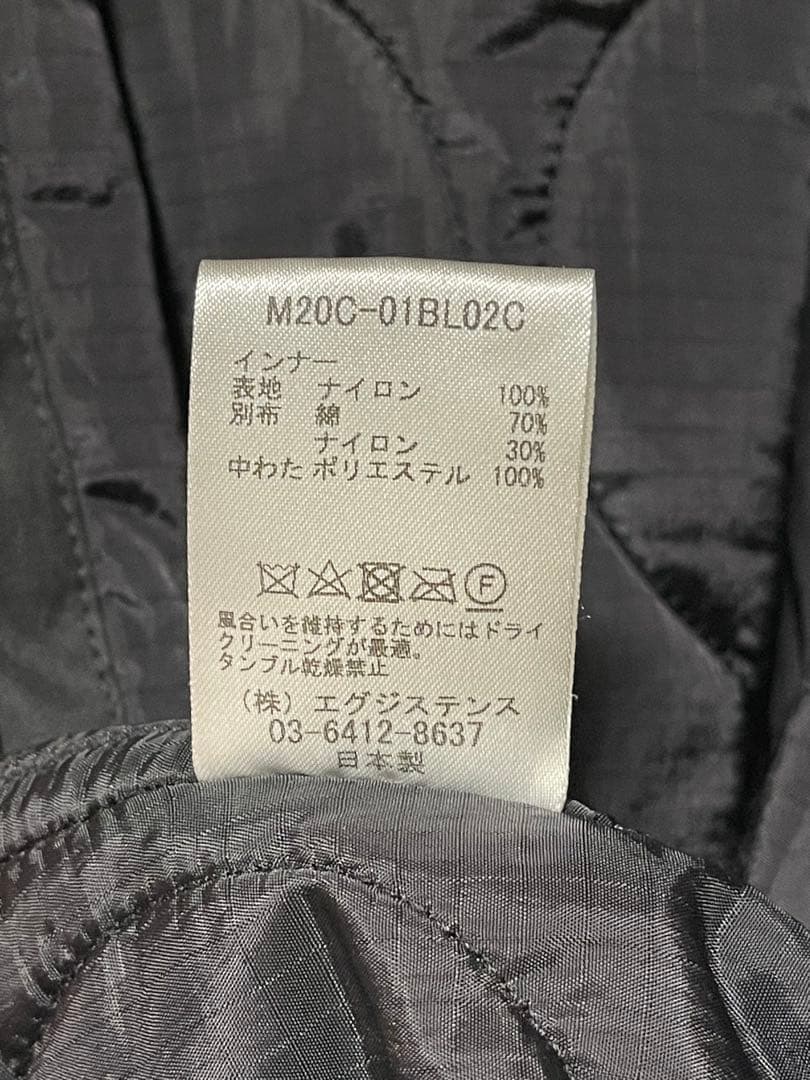 M20C-01BL02C
インナー
表地 ナイロン 100%
別布 綿 70%
ナイロン 30%
中わた ポリエステル 100%
F
風合いを維持するためにはドライ
クリーニングが最適。
タンブル乾燥禁止
(株) エグジステンス
03-6412-8637
日本製